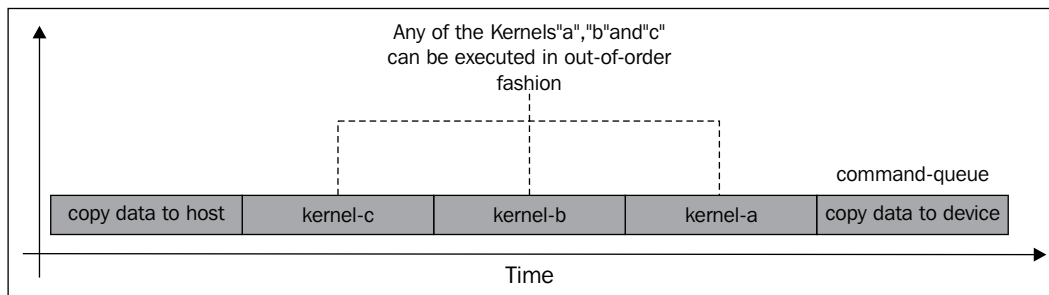 Any of the Kernels"a","b"and"c"
can be executed in out-of-order
fashion
command-queue
copy data to host
kernel-c
kernel-b
kernel-a
copy data to device
Time